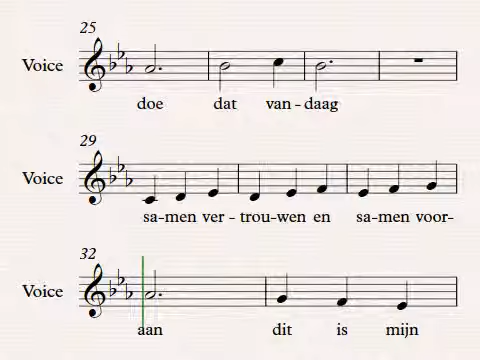 25
Voice
doe dat van - daag
29
Voice
sa-men ver - trou-wen en sa-men voor-
32
Voice
aan dit is mijn